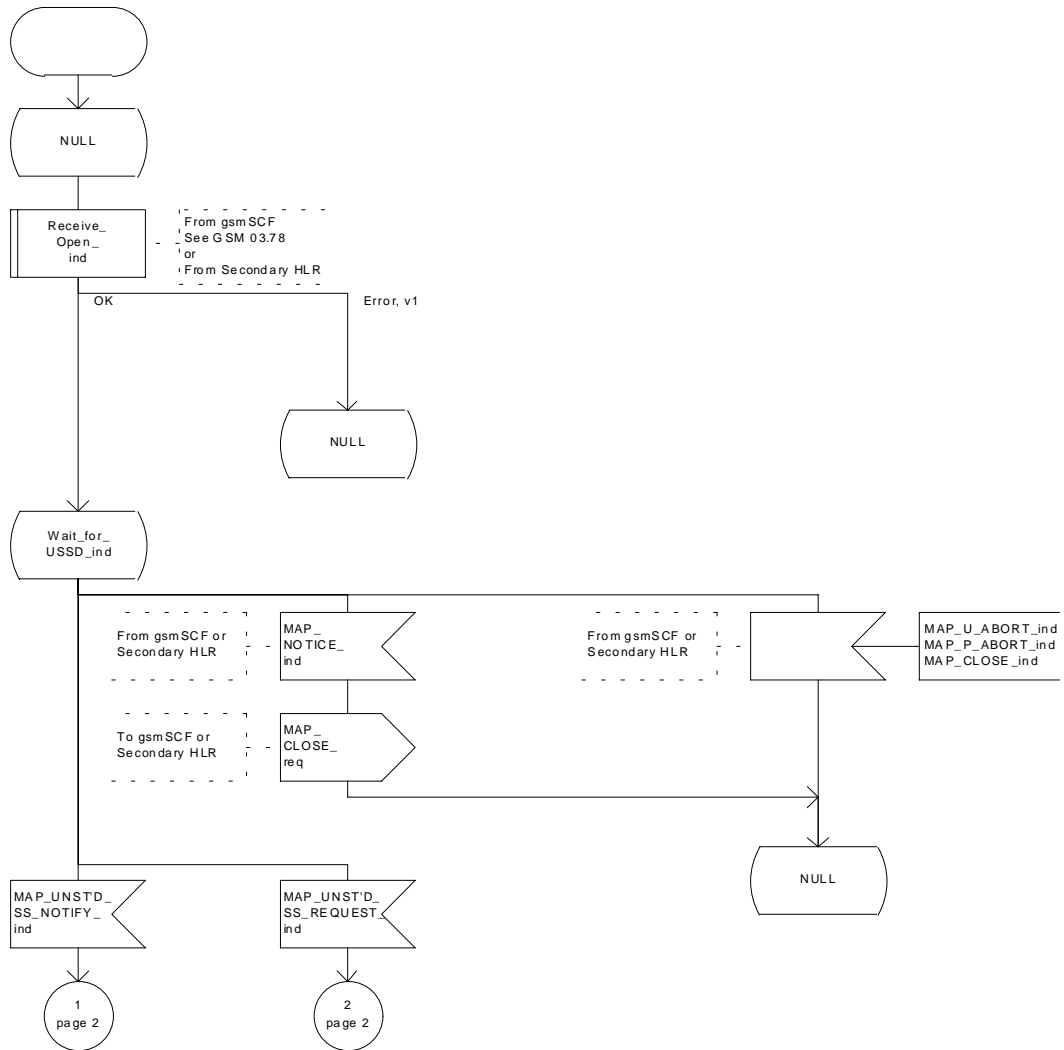 NULL
Receive_
Open_
ind
From gsmSCF
See GSM 03.78
or
From Secondary HLR
OK
Error, v1
NULL
Wait_for_
USSD_ind
From gsmSCF or
Secondary HLR
MAP_
NOTICE_
ind
From gsmSCF or
Secondary HLR
MAP_U_ABORT_ind
MAP_P_ABORT_ind
MAP_CLOSE_ind
To gsmSCF or
Secondary HLR
MAP_
CLOSE_
req
NULL
MAP_UNST'D_
SS_NOTIFY_
ind
MAP_UNST'D_
SS_REQUEST_
ind
1
page 2
2
page 2